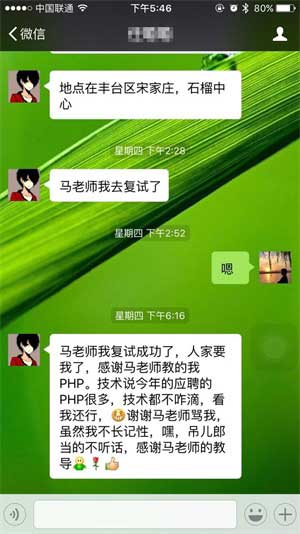 中国联通
下午5:46
80%
微信
地点在丰台区宋家庄，石榴中
心
星期四 下午2:28
马老师我去复试了
星期四 下午2:52
嗯
星期四 下午6:16
马老师我复试成功了，人家要
我了，感谢马老师教的我
PHP。技术说今年的应聘的
PHP很多，技术都不咋滴，看
我还行，谢谢马老师骂我，
虽然我不长记性，嘿，吊儿郎
当的不听话，感谢马老师的教
导